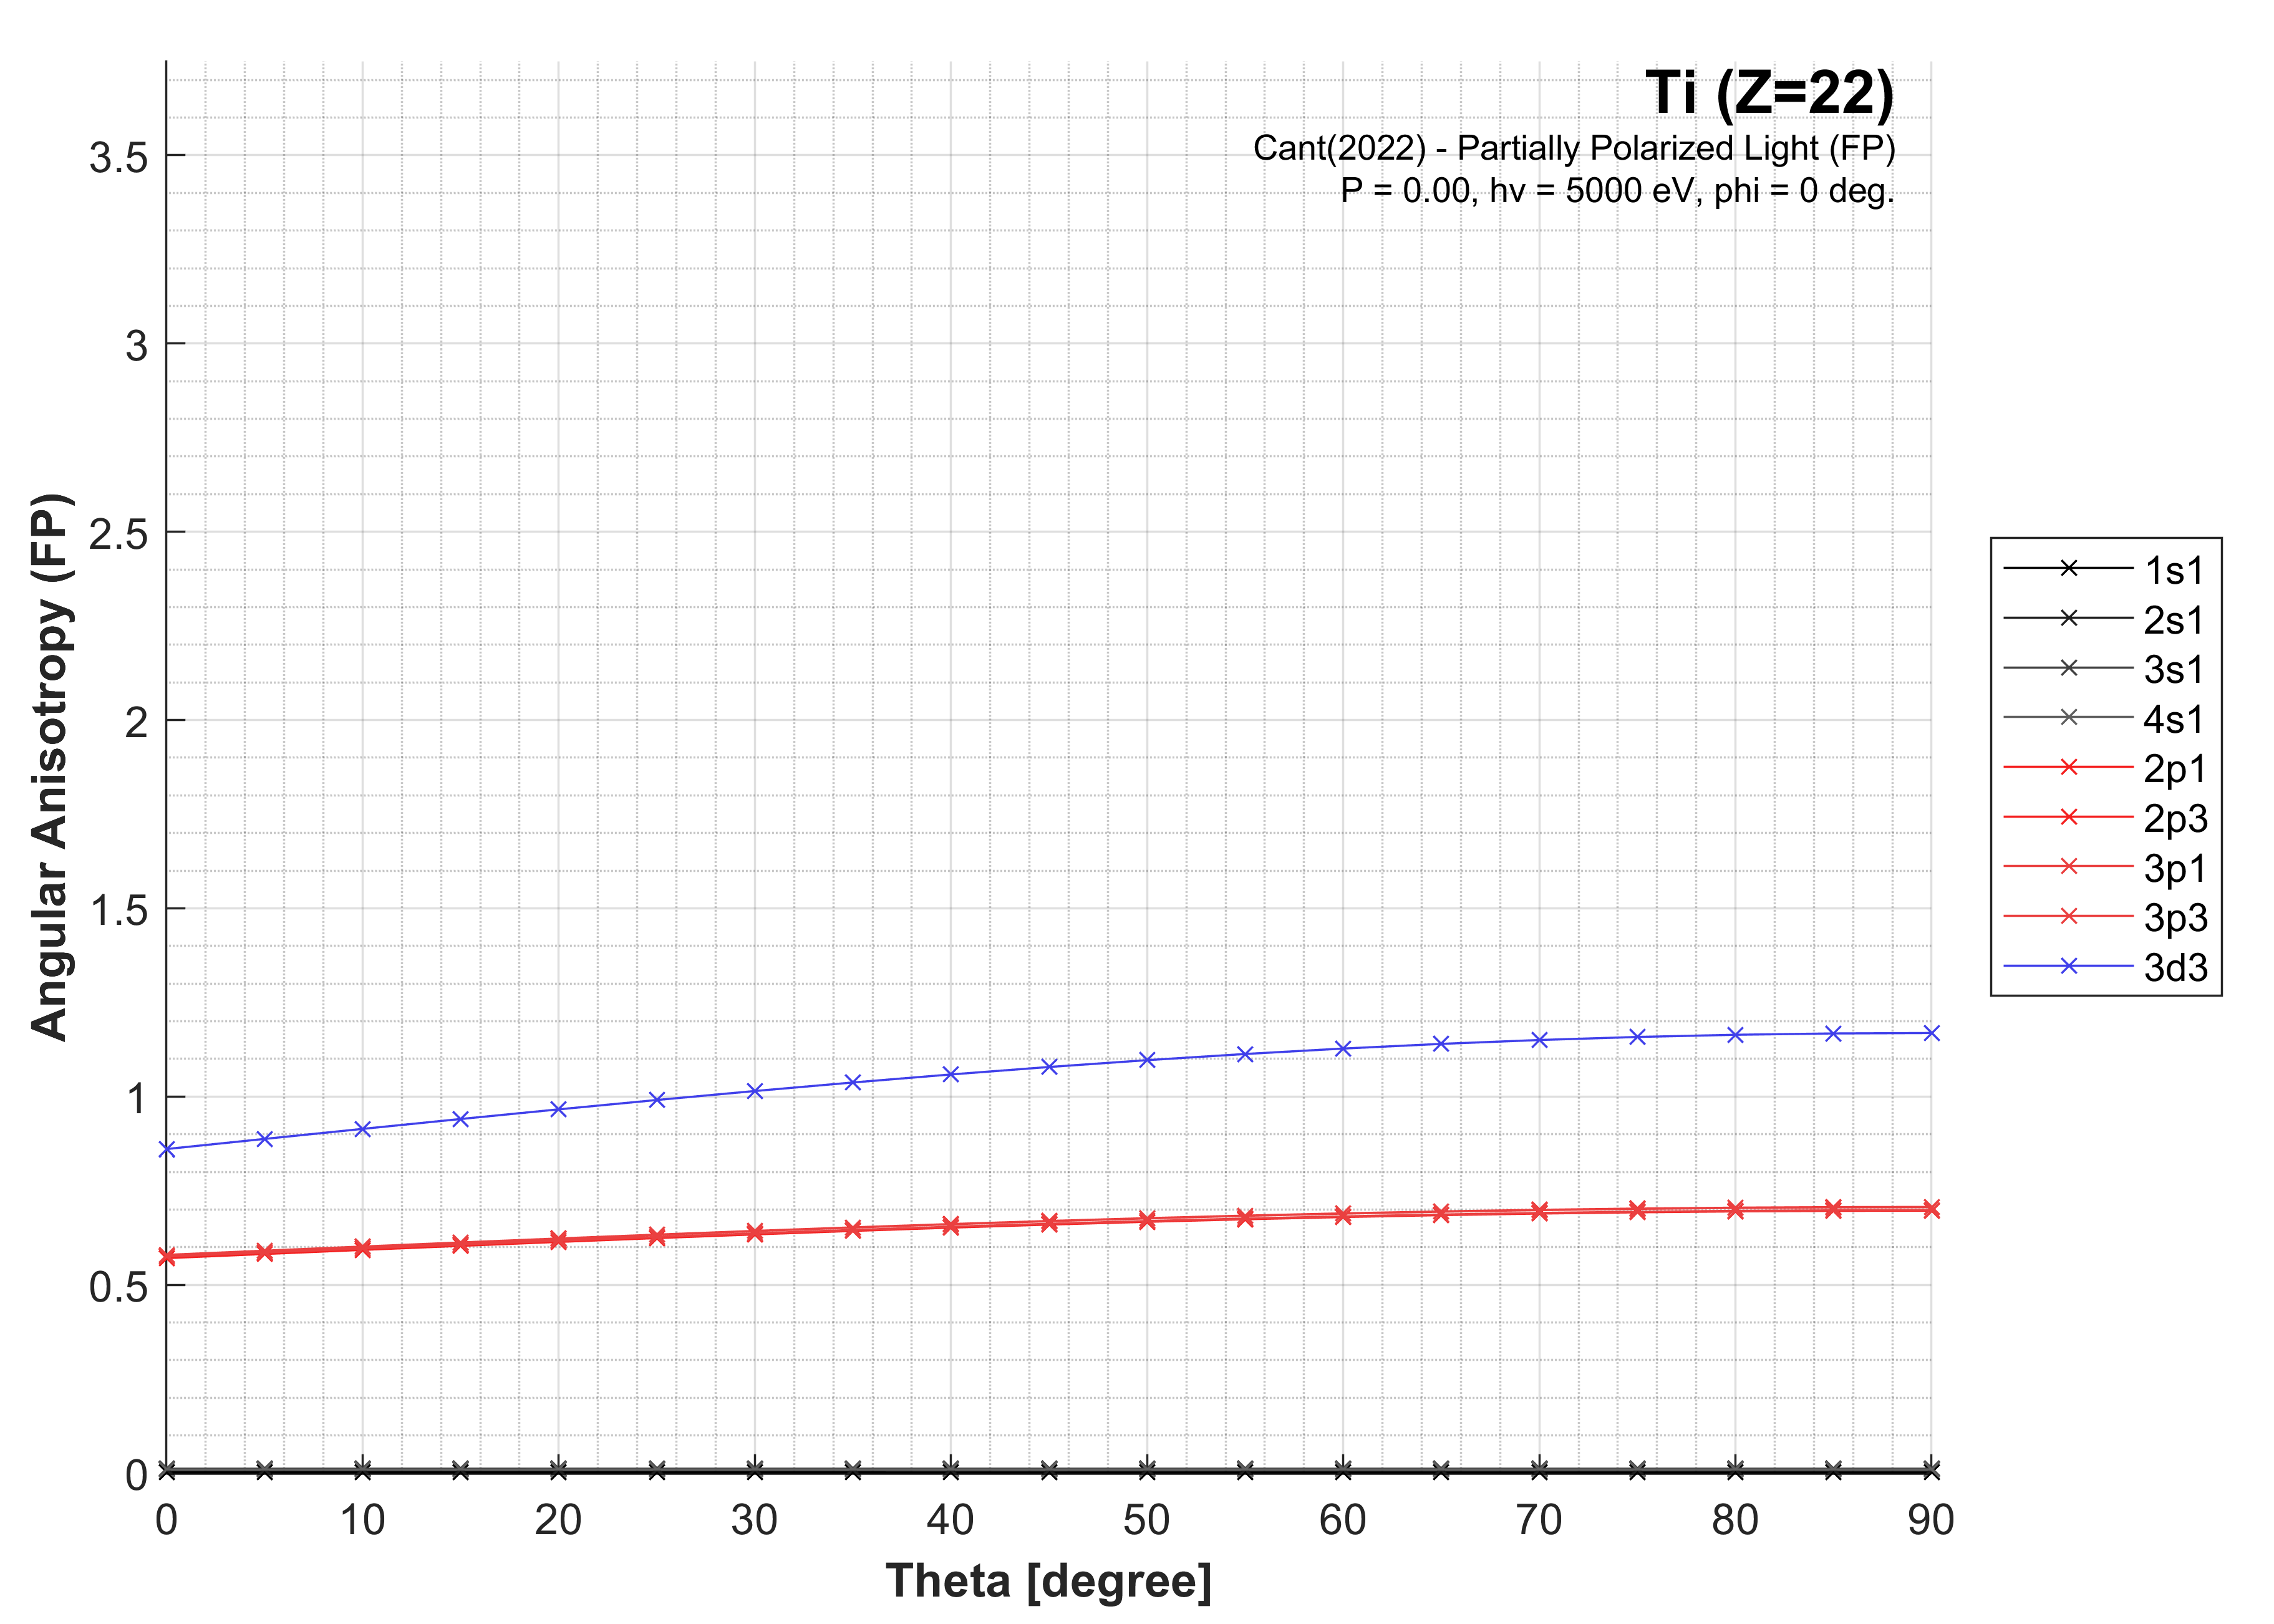 Ti (Z=22)
Cant(2022) - Partially Polarized Light (FP)
P = 0.00, hv = 5000 eV, phi = 0 deg.
Angular Anisotropy (FP)
3.5
3
2.5
2
1.5
1
0.5
0
0 10 20 30 40 50 60 70 80 90
Theta [degree]
1s1
2s1
3s1
4s1
2p1
2p3
3p1
3p3
3d3